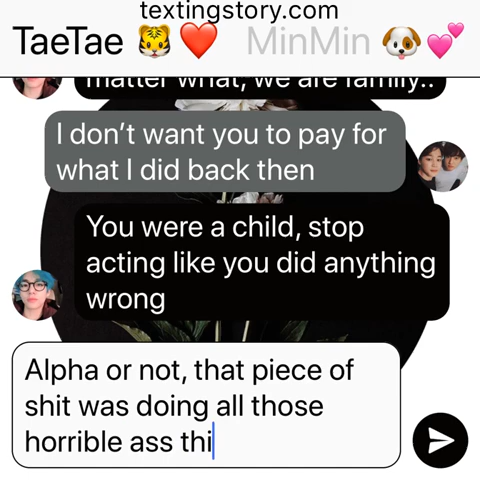 textingstory.com
TaeTae 🐯❤️ MinMin 🐶💕
matter what, we are family..
I don't want you to pay for
what I did back then
You were a child, stop
acting like you did anything
wrong
Alpha or not, that piece of
shit was doing all those
horrible ass thi